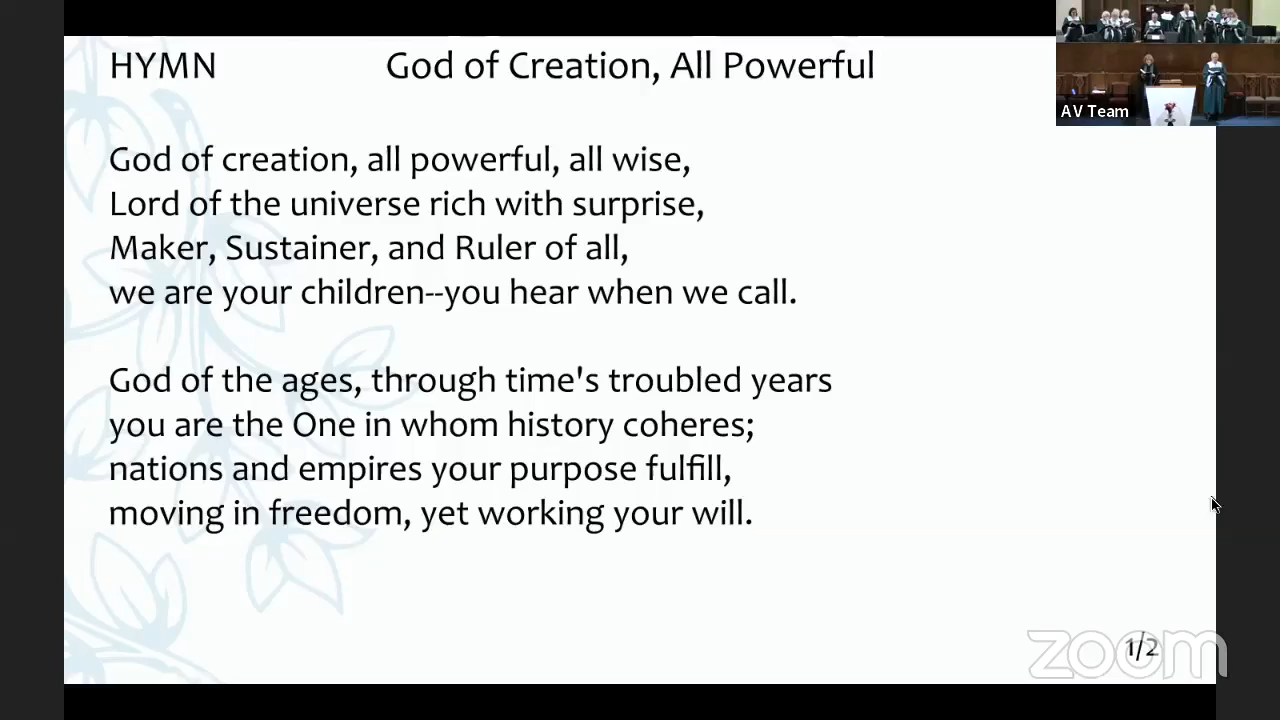 HYMN God of Creation, All Powerful
God of creation, all powerful, all wise,
Lord of the universe rich with surprise,
Maker, Sustainer, and Ruler of all,
we are your children--you hear when we call.
God of the ages, through time's troubled years
you are the One in whom history coheres;
nations and empires your purpose fulfill,
moving in freedom, yet working your will.
AV Team
1/2
zoom